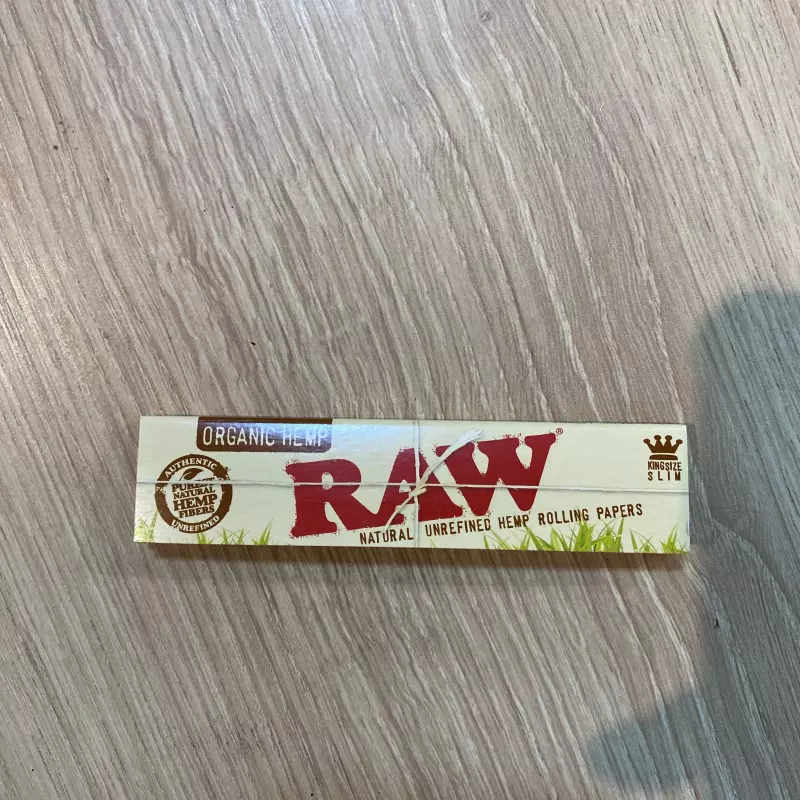 ORGANIC HEMP
AUTHENTIC
PUREST
NATURAL
HEMP
FIBERS
UNREFINED
RAW®
NATURAL UNREFINED HEMP ROLLING PAPERS
KINGSIZE
SLIM